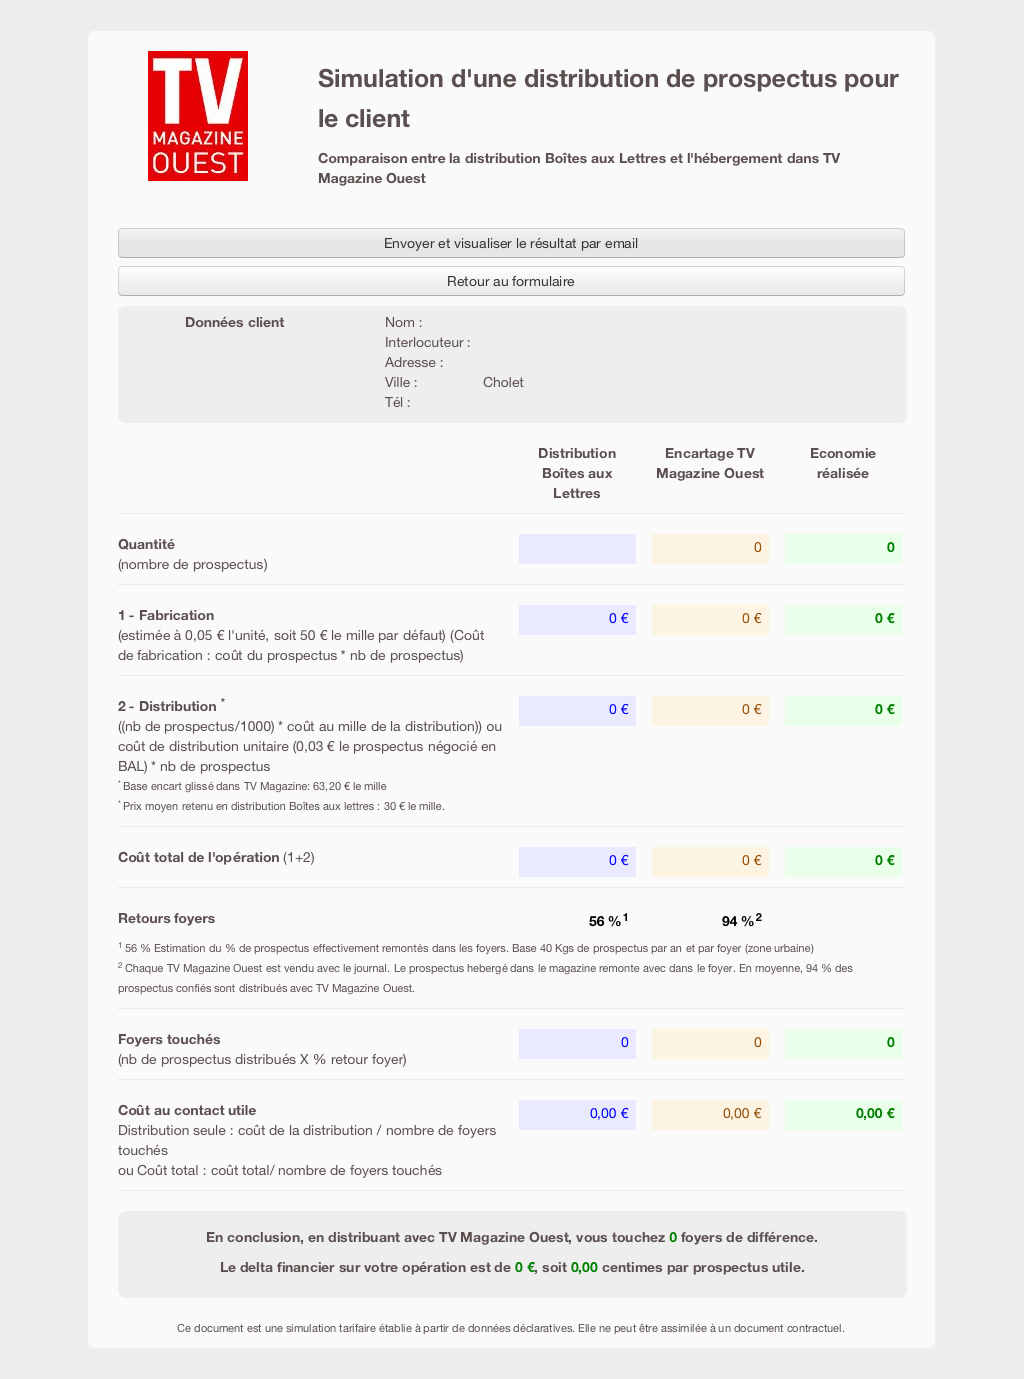 TV
MAGAZINE
OUEST
Simulation d'une distribution de prospectus pour
le client
Comparaison entre la distribution Boîtes aux Lettres et l'hébergement dans TV
Magazine Ouest
Envoyer et visualiser le résultat par email
Retour au formulaire
Données client
Nom :
Interlocuteur :
Adresse :
Ville : Cholet
Tél :
Distribution
Boîtes aux
Lettres
Encartage TV
Magazine Ouest
Economie
réalisée
Quantité
(nombre de prospectus)
0 0
1 - Fabrication
(estimée à 0,05 € l'unité, soit 50 € le mille par défaut) (Coût
de fabrication : coût du prospectus * nb de prospectus)
0 € 0 € 0 €
2 - Distribution *
((nb de prospectus/1000) * coût au mille de la distribution)) ou
coût de distribution unitaire (0,03 € le prospectus négocié en
BAL) * nb de prospectus
* Base encart glissé dans TV Magazine: 63,20 € le mille
* Prix moyen retenu en distribution Boîtes aux lettres : 30 € le mille.
0 € 0 € 0 €
Coût total de l'opération (1+2)
0 € 0 € 0 €
Retours foyers
56 %1 94 %2
1 56 % Estimation du % de prospectus effectivement remontés dans les foyers. Base 40 Kgs de prospectus par an et par foyer (zone urbaine)
2 Chaque TV Magazine Ouest est vendu avec le journal. Le prospectus hebergé dans le magazine remonte avec dans le foyer. En moyenne, 94 % des
prospectus confiés sont distribués avec TV Magazine Ouest.
Foyers touchés
(nb de prospectus distribués X % retour foyer)
0 0 0
Coût au contact utile
Distribution seule : coût de la distribution / nombre de foyers
touchés
ou Coût total : coût total/ nombre de foyers touchés
0,00 € 0,00 € 0,00 €
En conclusion, en distribuant avec TV Magazine Ouest, vous touchez 0 foyers de différence.
Le delta financier sur votre opération est de 0 €, soit 0,00 centimes par prospectus utile.
Ce document est une simulation tarifaire établie à partir de données déclaratives. Elle ne peut être assimilée à un document contractuel.